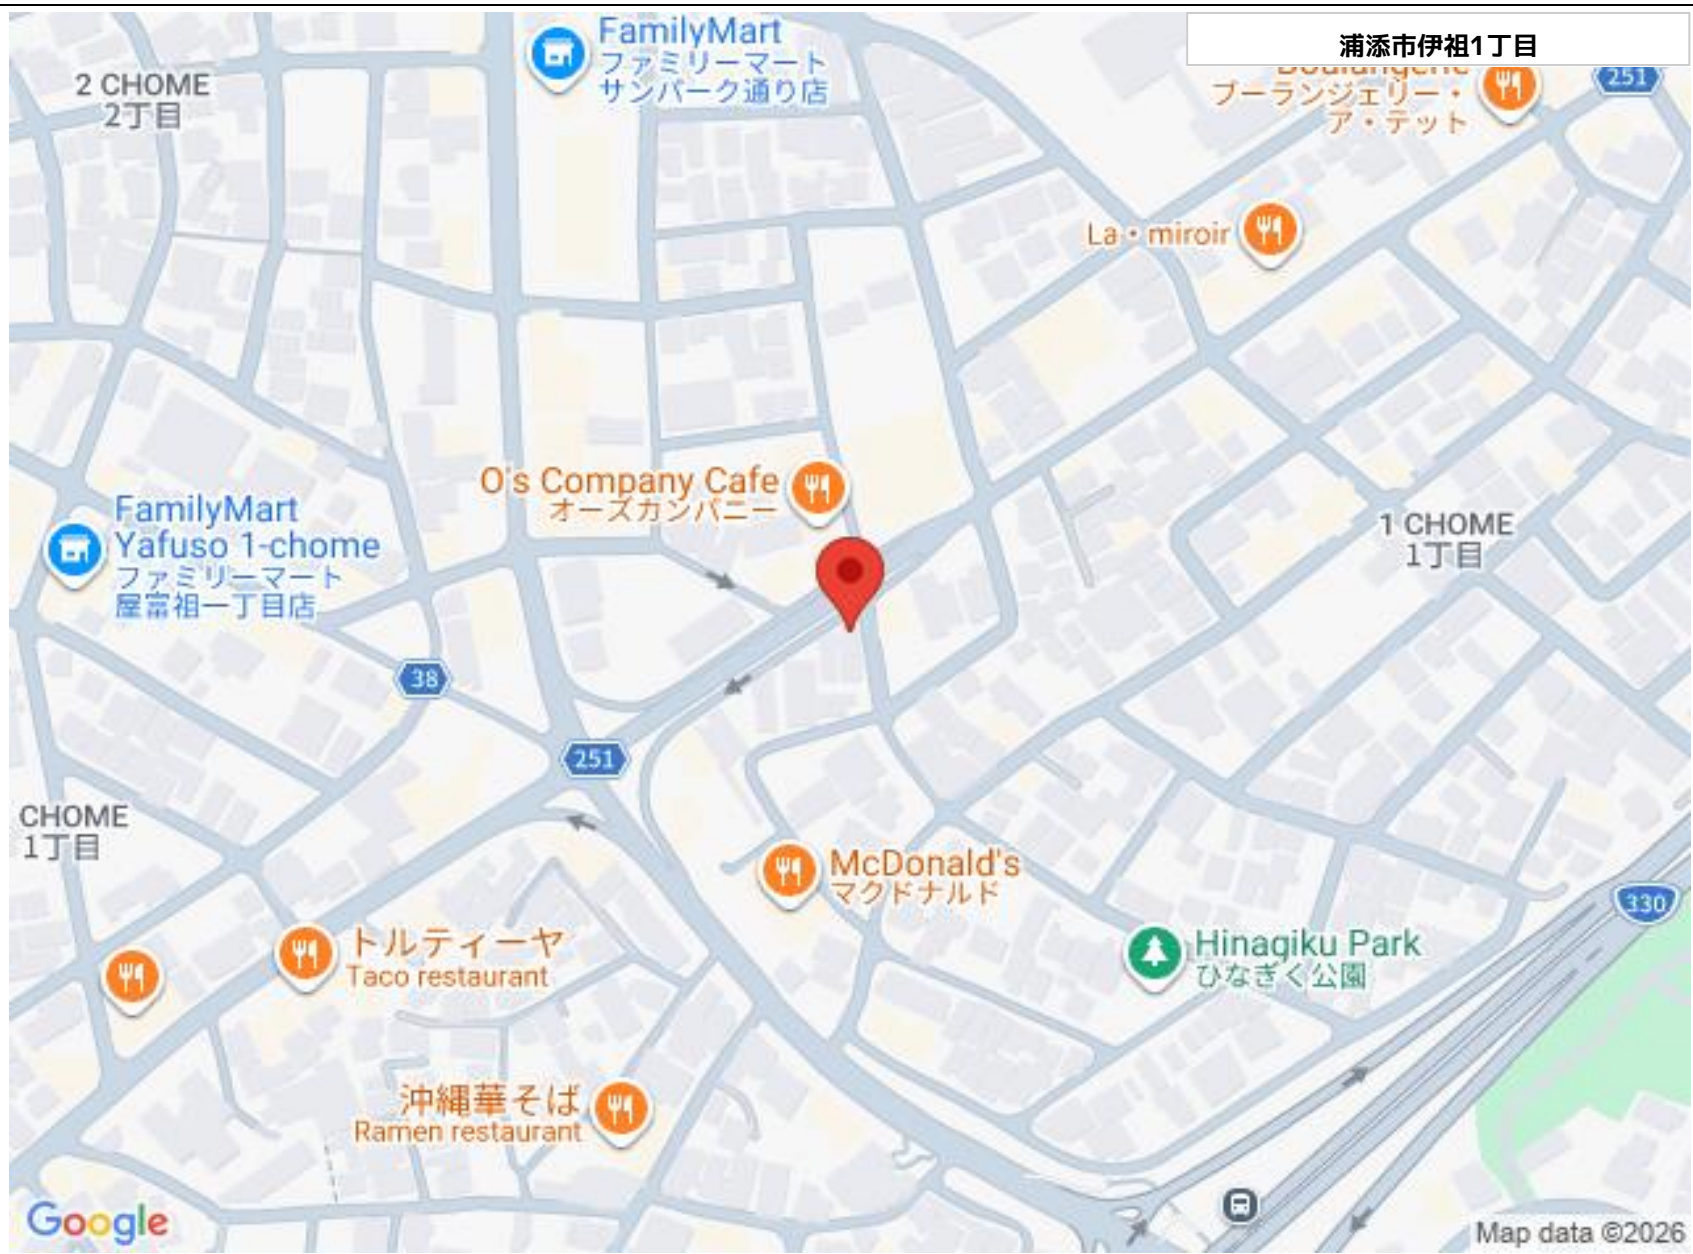 浦添市伊祖1丁目
FamilyMart
ファミリーマート
サンパーク通り店
2 CHOME
2丁目
251
ブーランジェリー・
ア・テット
La・miroir
O's Company Cafe
オーズカンパニー
FamilyMart
Yafuso 1-chome
ファミリーマート
屋富祖一丁目店
1 CHOME
1丁目
38
251
CHOME
1丁目
McDonald's
マクドナルド
330
トルティーヤ
Taco restaurant
Hinagiku Park
ひなぎく公園
沖縄華そば
Ramen restaurant
Google
Map data ©2026